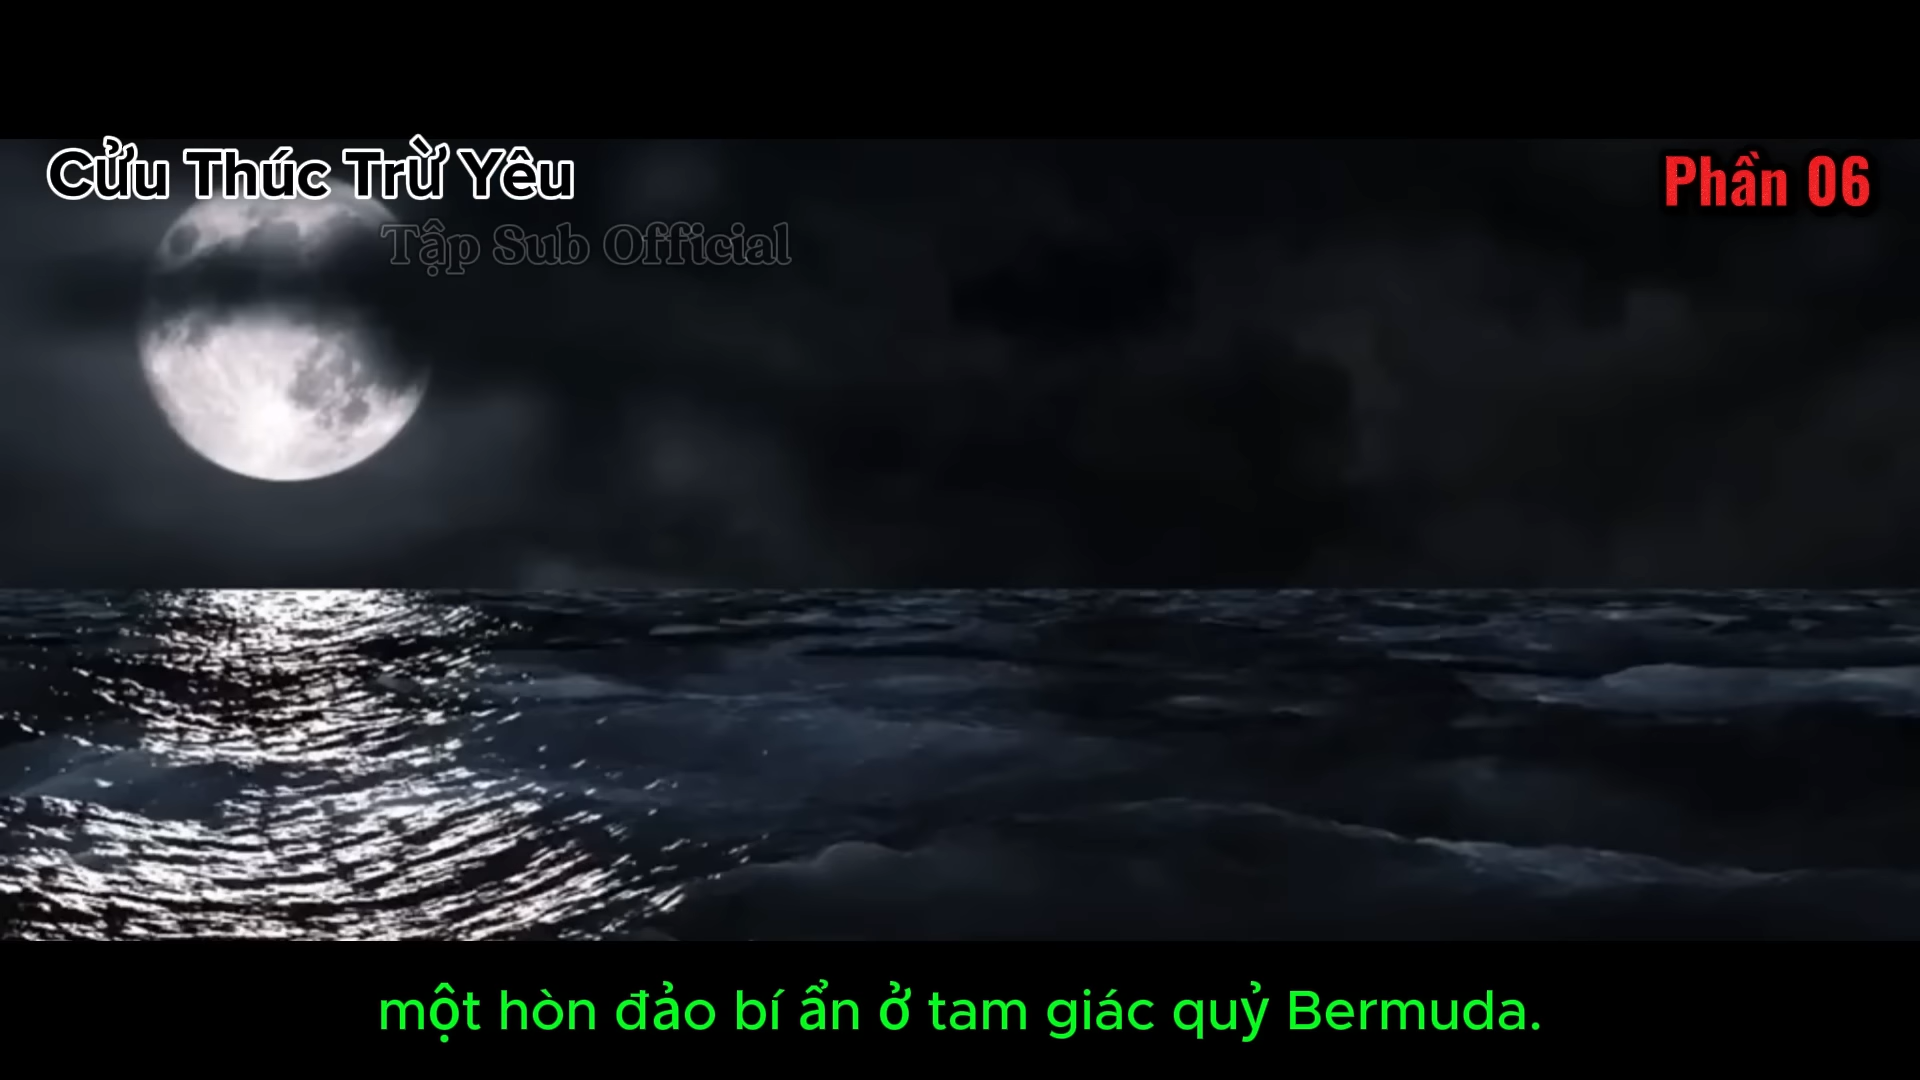 Cửu Thúc Trừ Yêu
Phần 06
Tập Sub Official
một hòn đảo bí ẩn ở tam giác quỷ Bermuda.